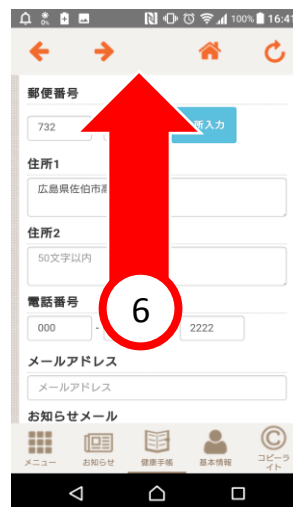 100% 16:41
郵便番号
732
所入力
住所1
広島県佐伯市
住所2
50文字以内
電話番号
000 - 2222
6
メールアドレス
メールアドレス
お知らせメール
メニュー お知らせ 健康手帳 基本情報 コピーライト